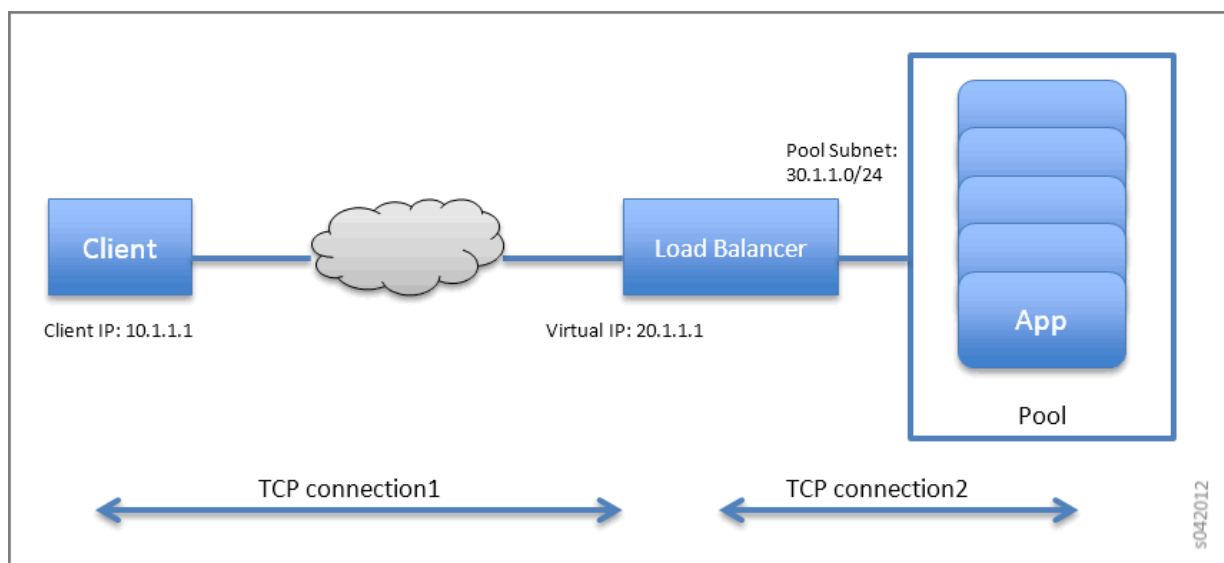 Pool Subnet:
30.1.1.0/24
Client
Load Balancer
App
Client IP: 10.1.1.1
Virtual IP: 20.1.1.1
Pool
TCP connection1
TCP connection2
s042012